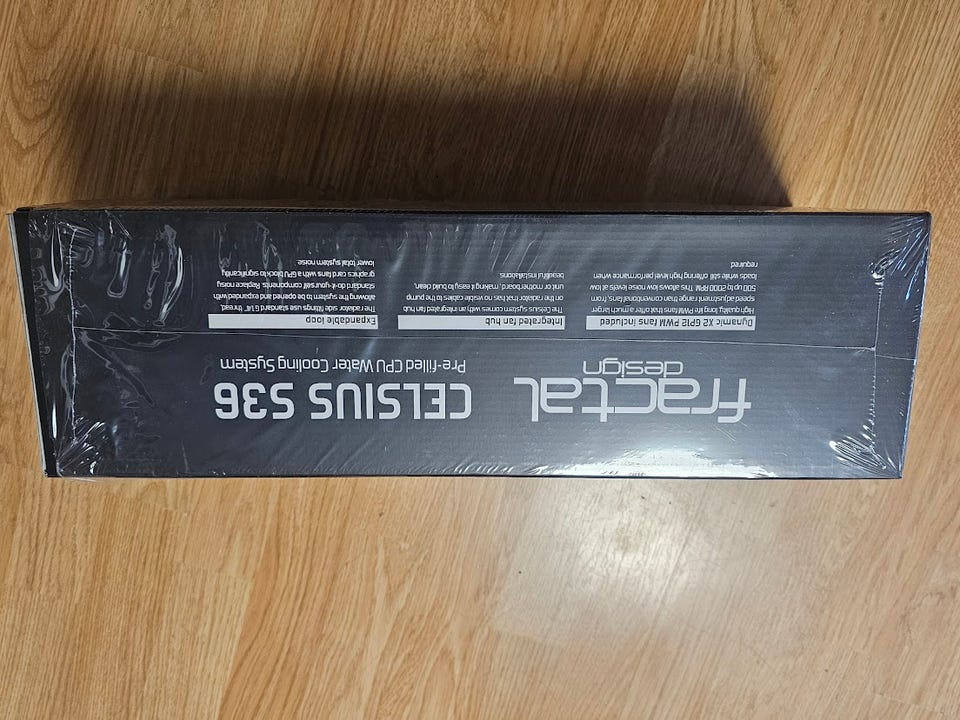 fractal
design
CELSIUS S36
Pre-filled CPU Water Cooling System
Dynamic X2 GP12 PWM fans included
High quality, long life PWM fans that offer a much larger
speed adjustment range than conventional fans, from
500 up to 2000 RPM. This allows low noise levels at low
loads while still offering high level performance when
required
Integrated fan hub
The Celsius system comes with an integrated fan hub
on the radiator that has no visible cables to the pump
unit or motherboard, making it easy to build clean,
beautiful installations
Expandable loop
The radiator side fittings use standard G 1/4" thread,
allowing the system to be opened and expanded with
standard do-it-yourself components. Replace noisy
graphics card fans with a GPU block to significantly
lower total system noise